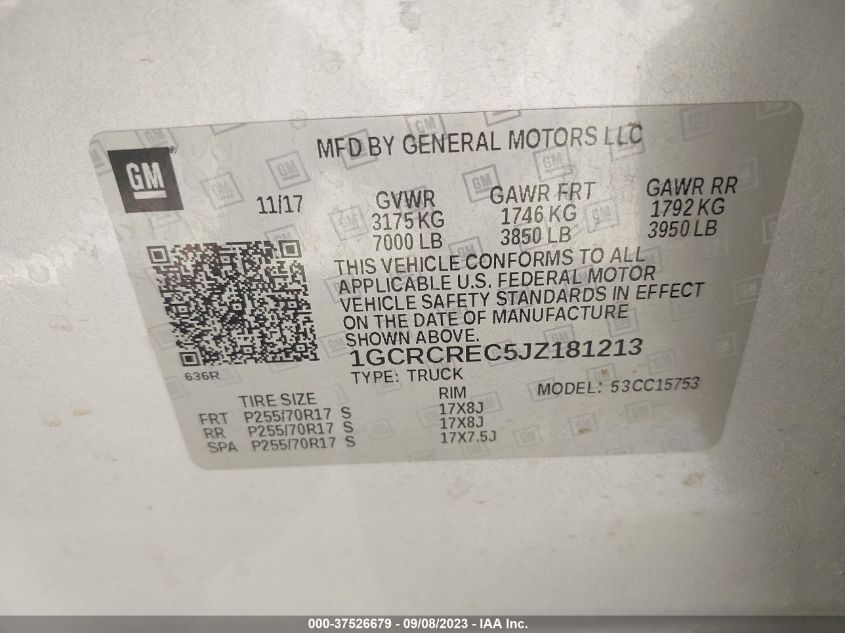 MFD BY GENERAL MOTORS LLC
GM
11/17
GVWR GAWR FRT GAWR RR
3175 KG 1746 KG 1792 KG
7000 LB 3850 LB 3950 LB
THIS VEHICLE CONFORMS TO ALL
APPLICABLE U.S. FEDERAL MOTOR
VEHICLE SAFETY STANDARDS IN EFFECT
ON THE DATE OF MANUFACTURE
SHOWN ABOVE.
1GCRCREC5JZ181213
636R
TYPE: TRUCK
MODEL: 53CC15753
TIRE SIZE RIM
FRT P255/70R17 S 17X8J
RR P255/70R17 S 17X8J
SPA P255/70R17 S 17X7.5J
000-37526679 - 09/08/2023 - IAA Inc.